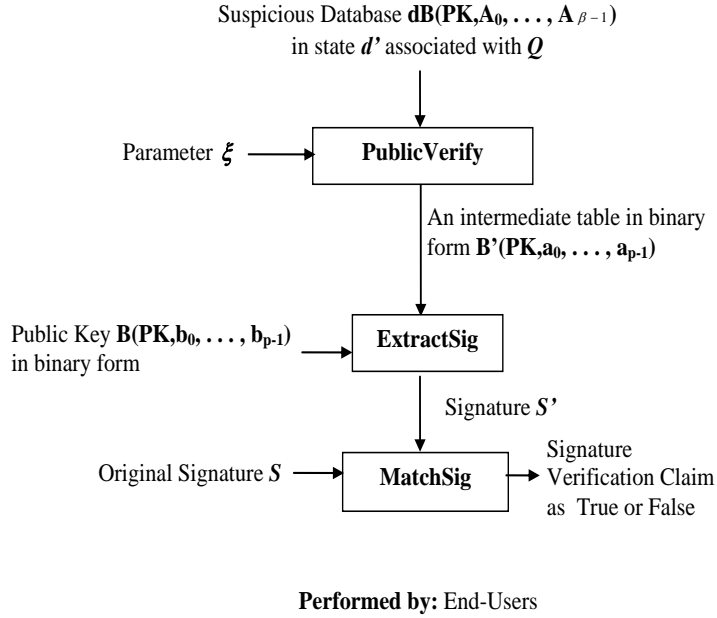 Suspicious Database dB(PK,A₀, . . . , A β − 1)
in state d’ associated with Q
Parameter ξ
PublicVerify
An intermediate table in binary
form B’(PK,a₀, . . . , aₚ₋₁)
Public Key B(PK,b₀, . . . , bₚ₋₁)
in binary form
ExtractSig
Signature S’
Original Signature S
MatchSig
Signature
Verification Claim
as True or False
Performed by: End-Users